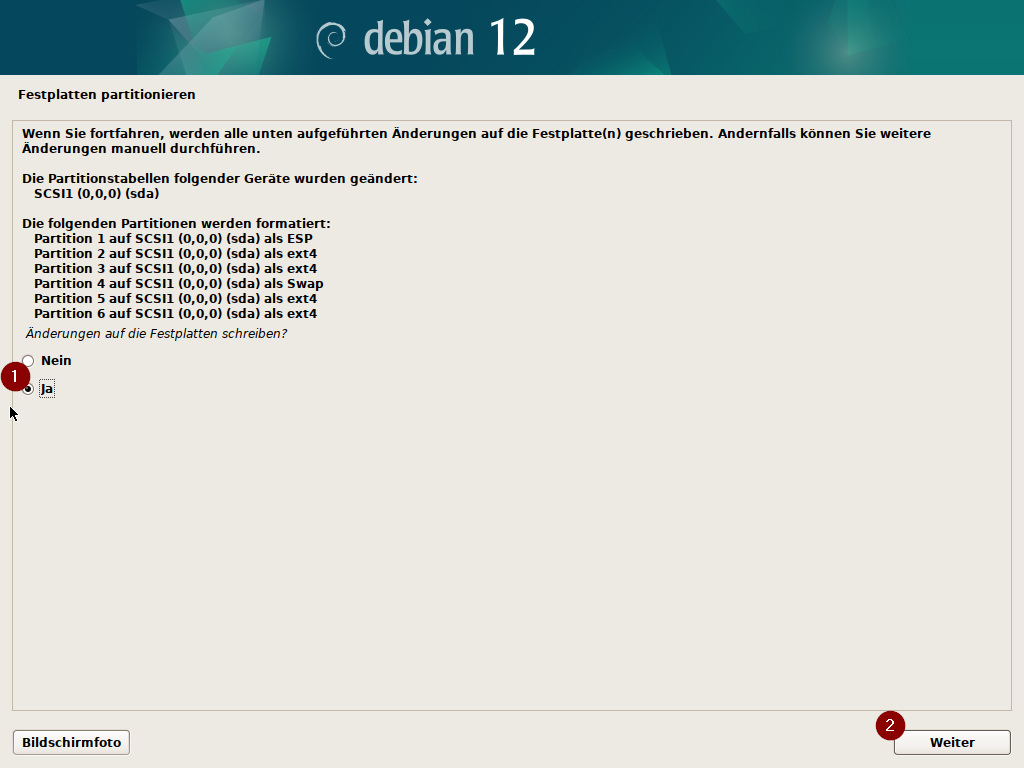 debian 12
Festplatten partitionieren
Wenn Sie fortfahren, werden alle unten aufgeführten Änderungen auf die Festplatte(n) geschrieben. Andernfalls können Sie weitere
Änderungen manuell durchführen.
Die Partitionstabellen folgender Geräte wurden geändert:
SCSI1 (0,0,0) (sda)
Die folgenden Partitionen werden formatiert:
Partition 1 auf SCSI1 (0,0,0) (sda) als ESP
Partition 2 auf SCSI1 (0,0,0) (sda) als ext4
Partition 3 auf SCSI1 (0,0,0) (sda) als ext4
Partition 4 auf SCSI1 (0,0,0) (sda) als Swap
Partition 5 auf SCSI1 (0,0,0) (sda) als ext4
Partition 6 auf SCSI1 (0,0,0) (sda) als ext4
Änderungen auf die Festplatten schreiben?
Nein
1
Ja
2
Bildschirmfoto
Weiter